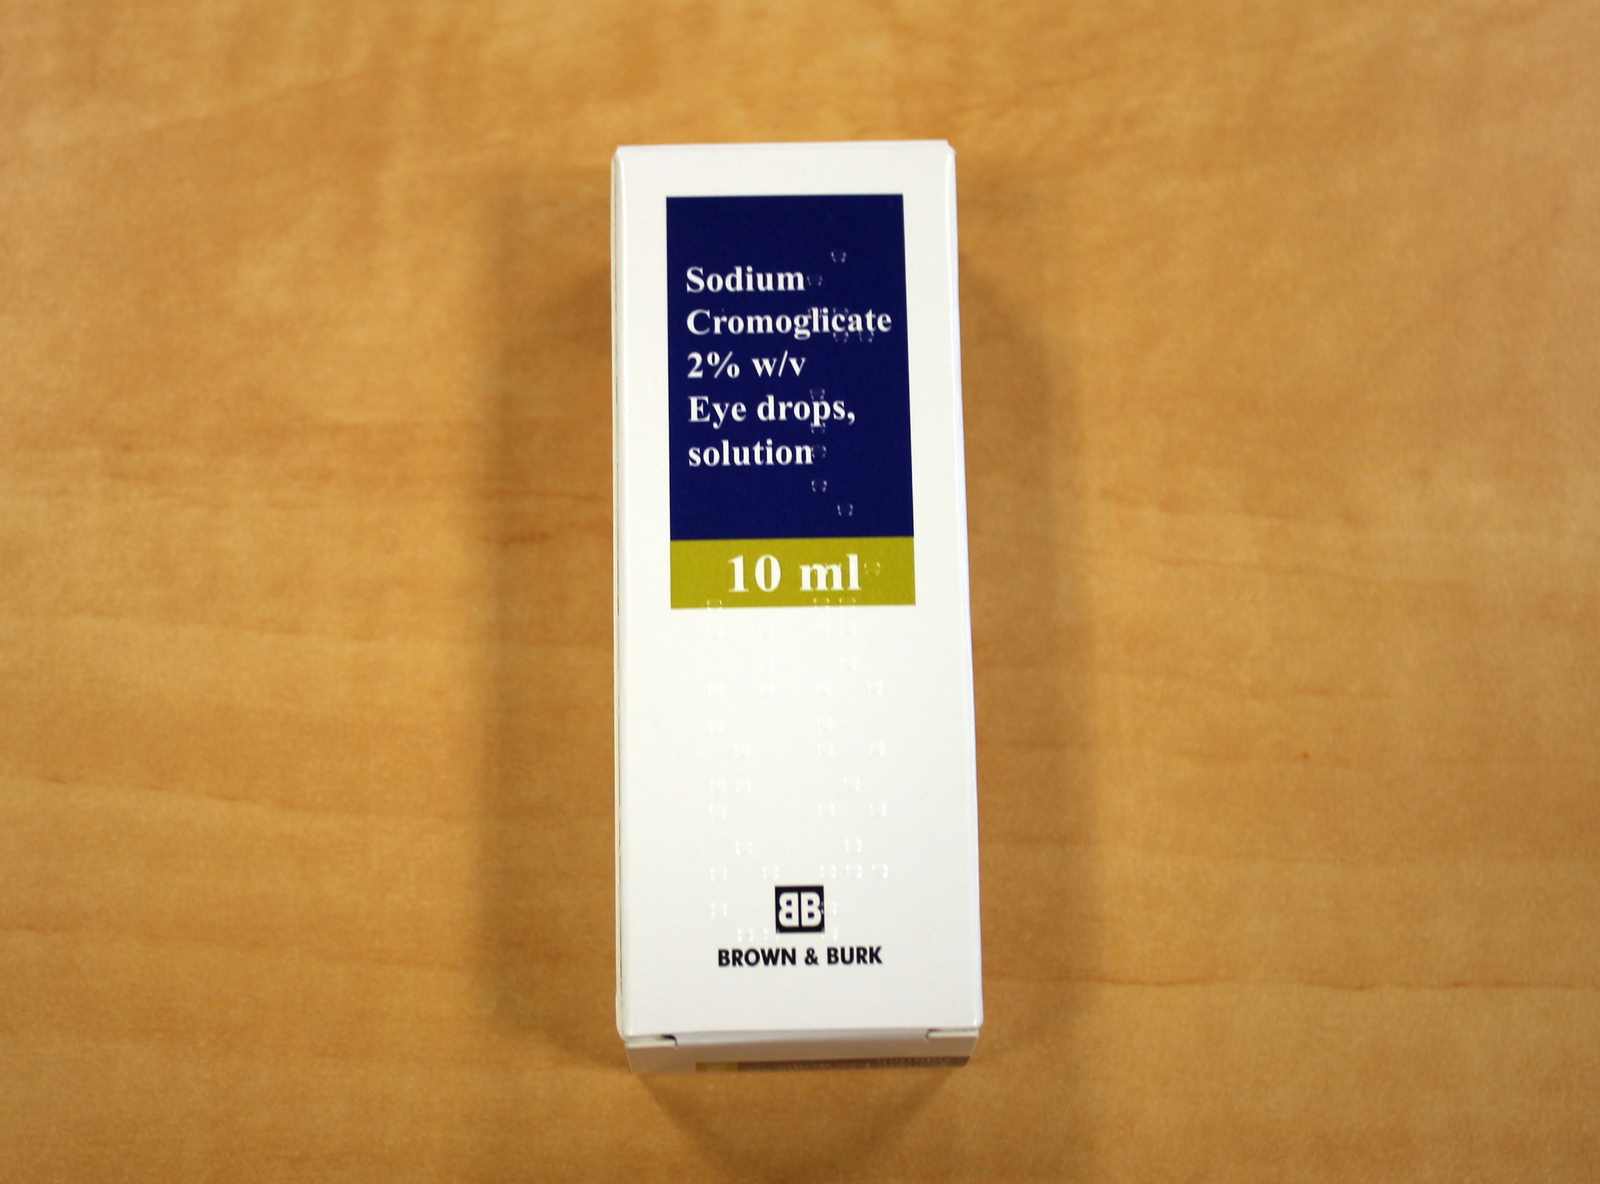 Sodium
Cromoglicate
2% w/v
Eye drops,
solution
10 ml
BB
BROWN & BURK